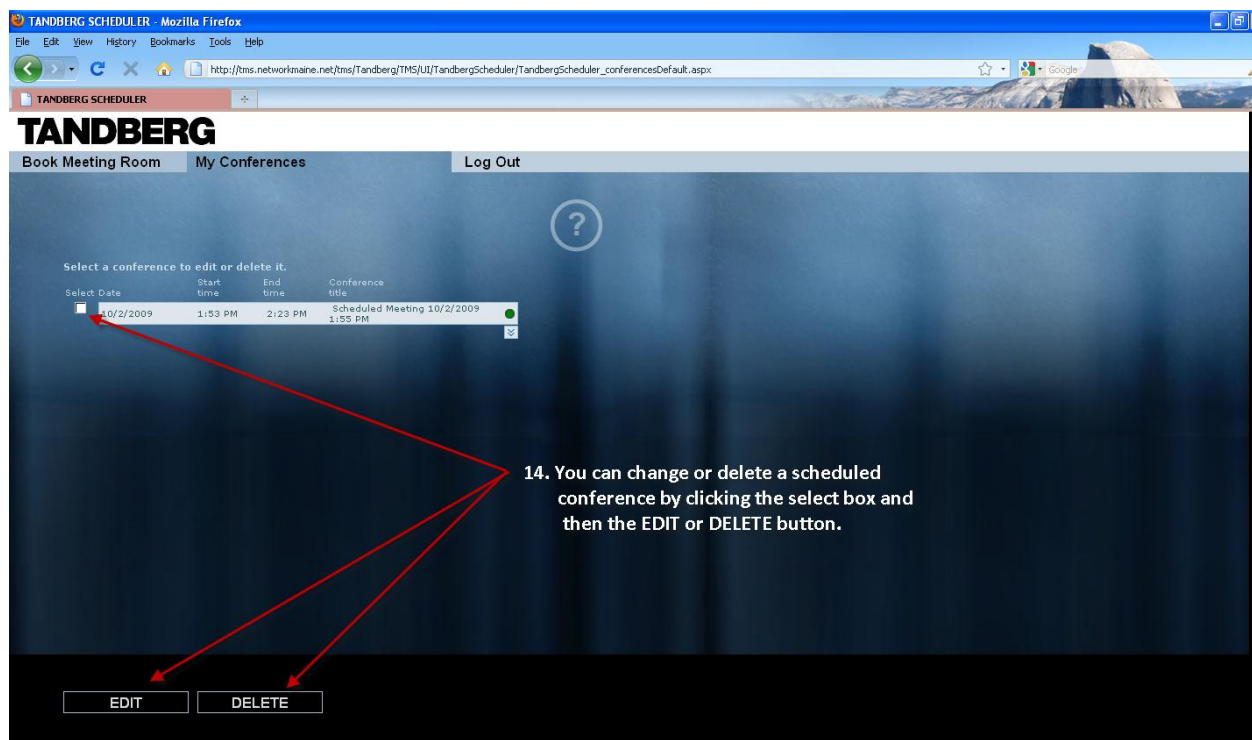 TANDBERG SCHEDULER - Mozilla Firefox
File Edit View History Bookmarks Tools Help
http://tms.networkmaine.net/tms/Tandberg/TMS/UI/TandbergScheduler/TandbergScheduler_conferencesDefault.aspx
Google
TANDBERG SCHEDULER
TANDBERG
Book Meeting Room My Conferences Log Out
?
Select a conference to edit or delete it.
Select Date Start time End time Conference title
10/2/2009 1:53 PM 2:23 PM Scheduled Meeting 10/2/2009
1:55 PM
14. You can change or delete a scheduled
conference by clicking the select box and
then the EDIT or DELETE button.
EDIT DELETE